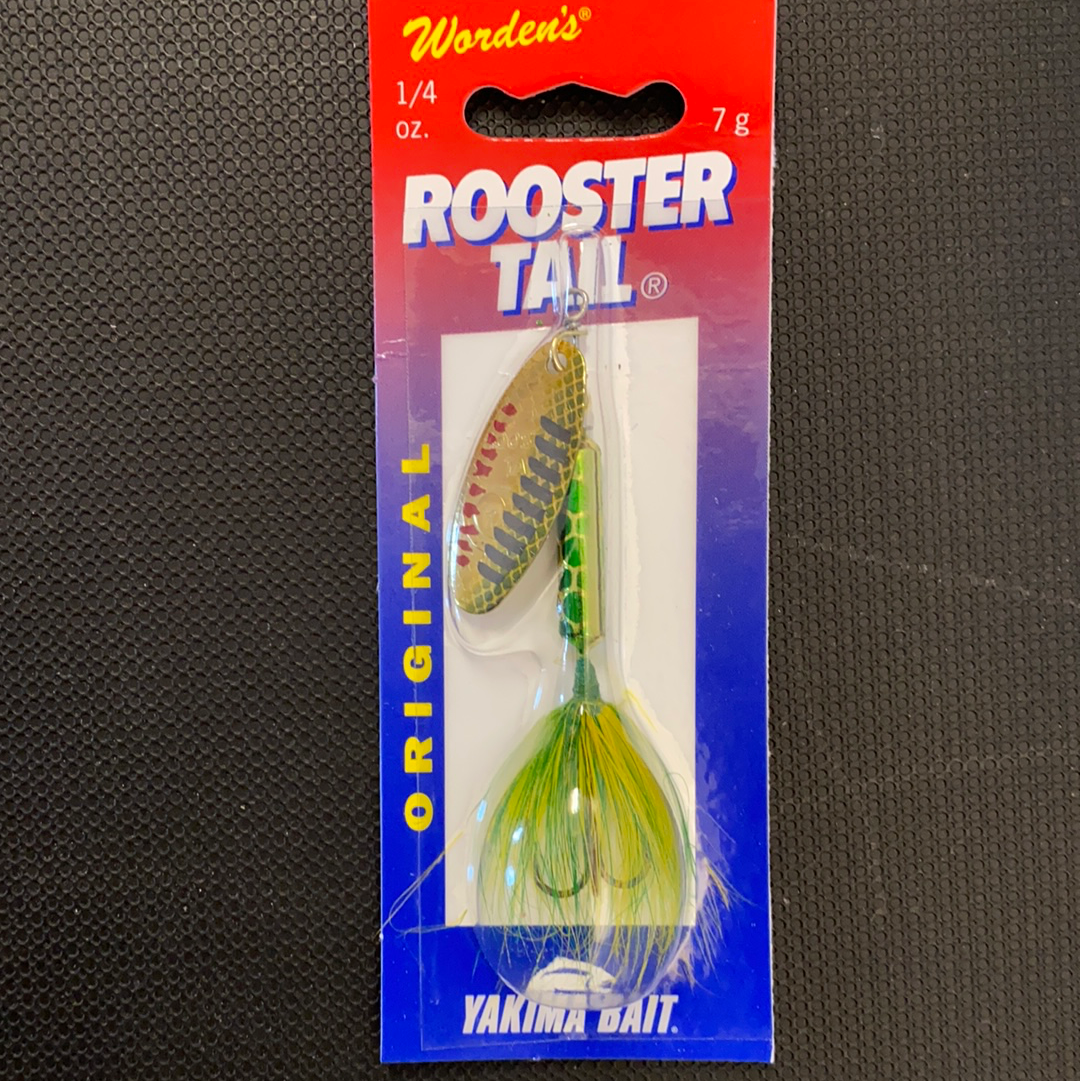 Worden's®
1/4
oz.
7 g
ROOSTER
TAIL®
ORIGINAL
YAKIMA BAIT.